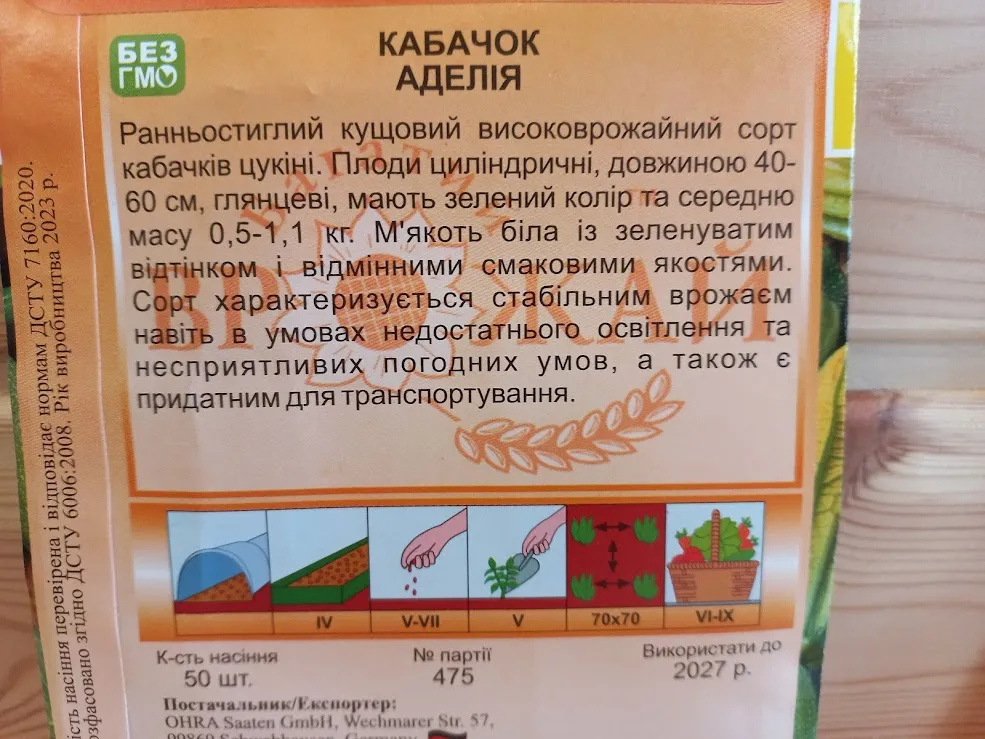 БЕЗ
ГМО
КАБАЧОК
АДЕЛІЯ
Ранньостиглий кущовий високоврожайний сорт
кабачків цукіні. Плоди циліндричні, довжиною 40-
60 см, глянцеві, мають зелений колір та середню
масу 0,5-1,1 кг. М'якоть біла із зеленуватим
відтінком і відмінними смаковими якостями.
Сорт характеризується стабільним врожаєм
навіть в умовах недостатнього освітлення та
несприятливих погодних умов, а також є
придатним для транспортування.
IV
V-VII
V
70x70
VI-IX
К-сть насіння
50 шт.
№ партії
475
Використати до
2027 р.
Постачальник/Експортер:
OHRA Saaten GmbH, Wechmarer Str. 57,
Germany
насіння перевірена і відповідає нормам ДСТУ 7160:2020.
згідно ДСТУ 6006:2008. Рік виробництва 2023 р.